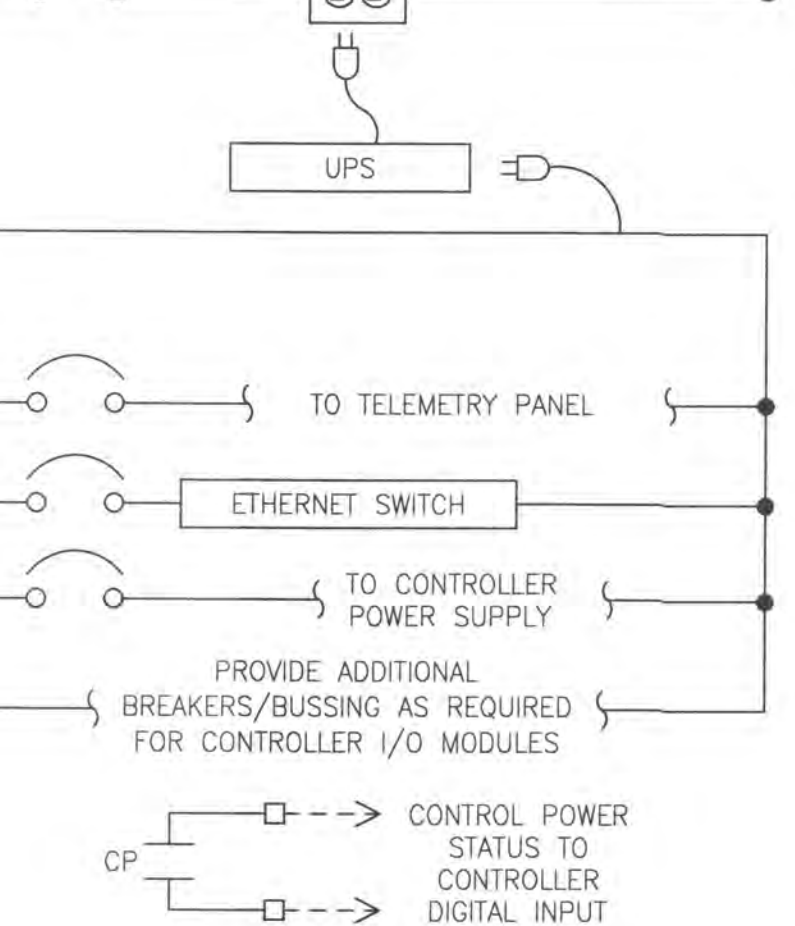 UPS
TO TELEMETRY PANEL
ETHERNET SWITCH
TO CONTROLLER
POWER SUPPLY
PROVIDE ADDITIONAL
BREAKERS/BUSSING AS REQUIRED
FOR CONTROLLER I/O MODULES
CP
CONTROL POWER
STATUS TO
CONTROLLER
DIGITAL INPUT